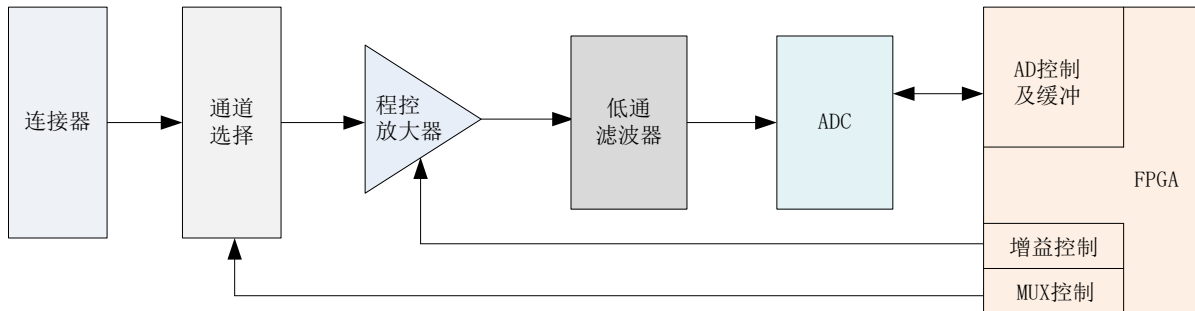 连接器
通道
选择
程控
放大器
低通
滤波器
ADC
AD控制
及缓冲
FPGA
增益控制
MUX控制